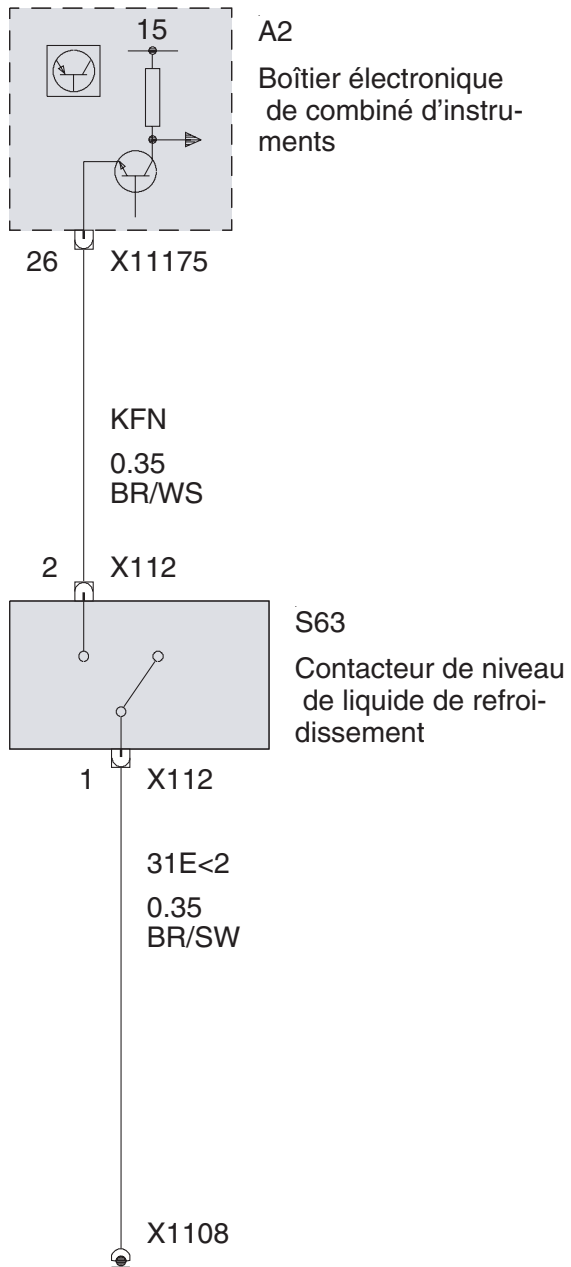 15
A2
Boîtier électronique
de combiné d'instru-
ments
26 X11175
KFN
0.35
BR/WS
2 X112
S63
Contacteur de niveau
de liquide de refroi-
dissement
1 X112
31E<2
0.35
BR/SW
X1108